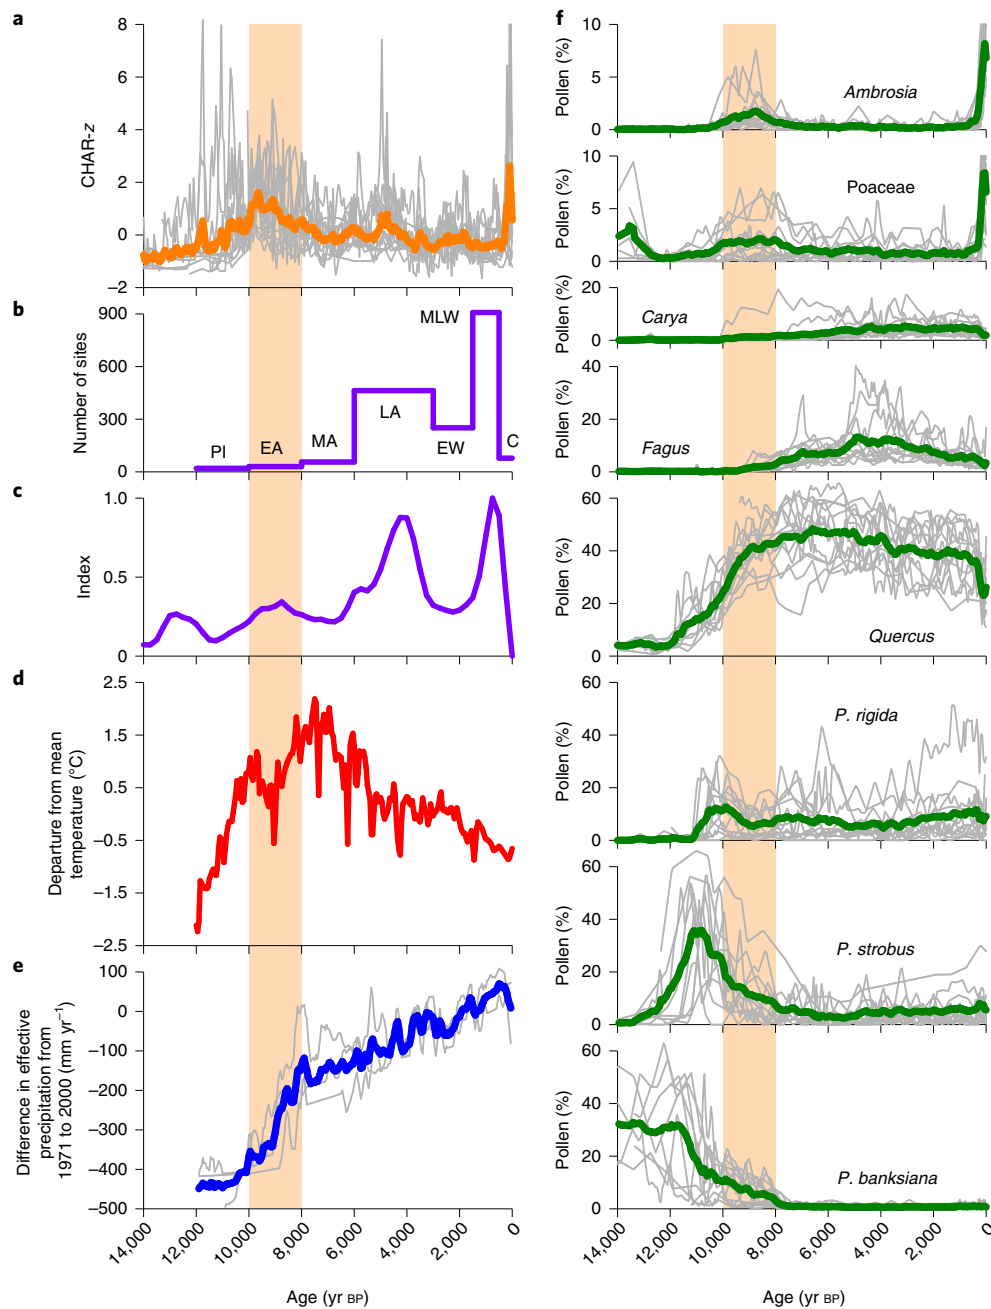 a
8
6
4
2
0
−2
CHAR-z
b
900
600
300
0
Number of sites
PI
EA
MA
LA
EW
MLW
C
c
1.0
0.5
0
Index
d
2.5
1.5
0.5
−0.5
−1.5
−2.5
Departure from mean
temperature (°C)
e
100
0
−100
−200
−300
−400
−500
Difference in effective
precipitation from
1971 to 2000 (mm yr⁻¹)
14,000
12,000
10,000
8,000
6,000
4,000
2,000
0
Age (yr BP)
f
10
5
0
Pollen (%)
Ambrosia
10
5
0
Pollen (%)
Poaceae
20
0
Pollen (%)
Carya
40
20
0
Pollen (%)
Fagus
60
40
20
0
Pollen (%)
Quercus
60
40
20
0
Pollen (%)
P. rigida
60
40
20
0
Pollen (%)
P. strobus
60
40
20
0
Pollen (%)
P. banksiana
14,000
12,000
10,000
8,000
6,000
4,000
2,000
0
Age (yr BP)